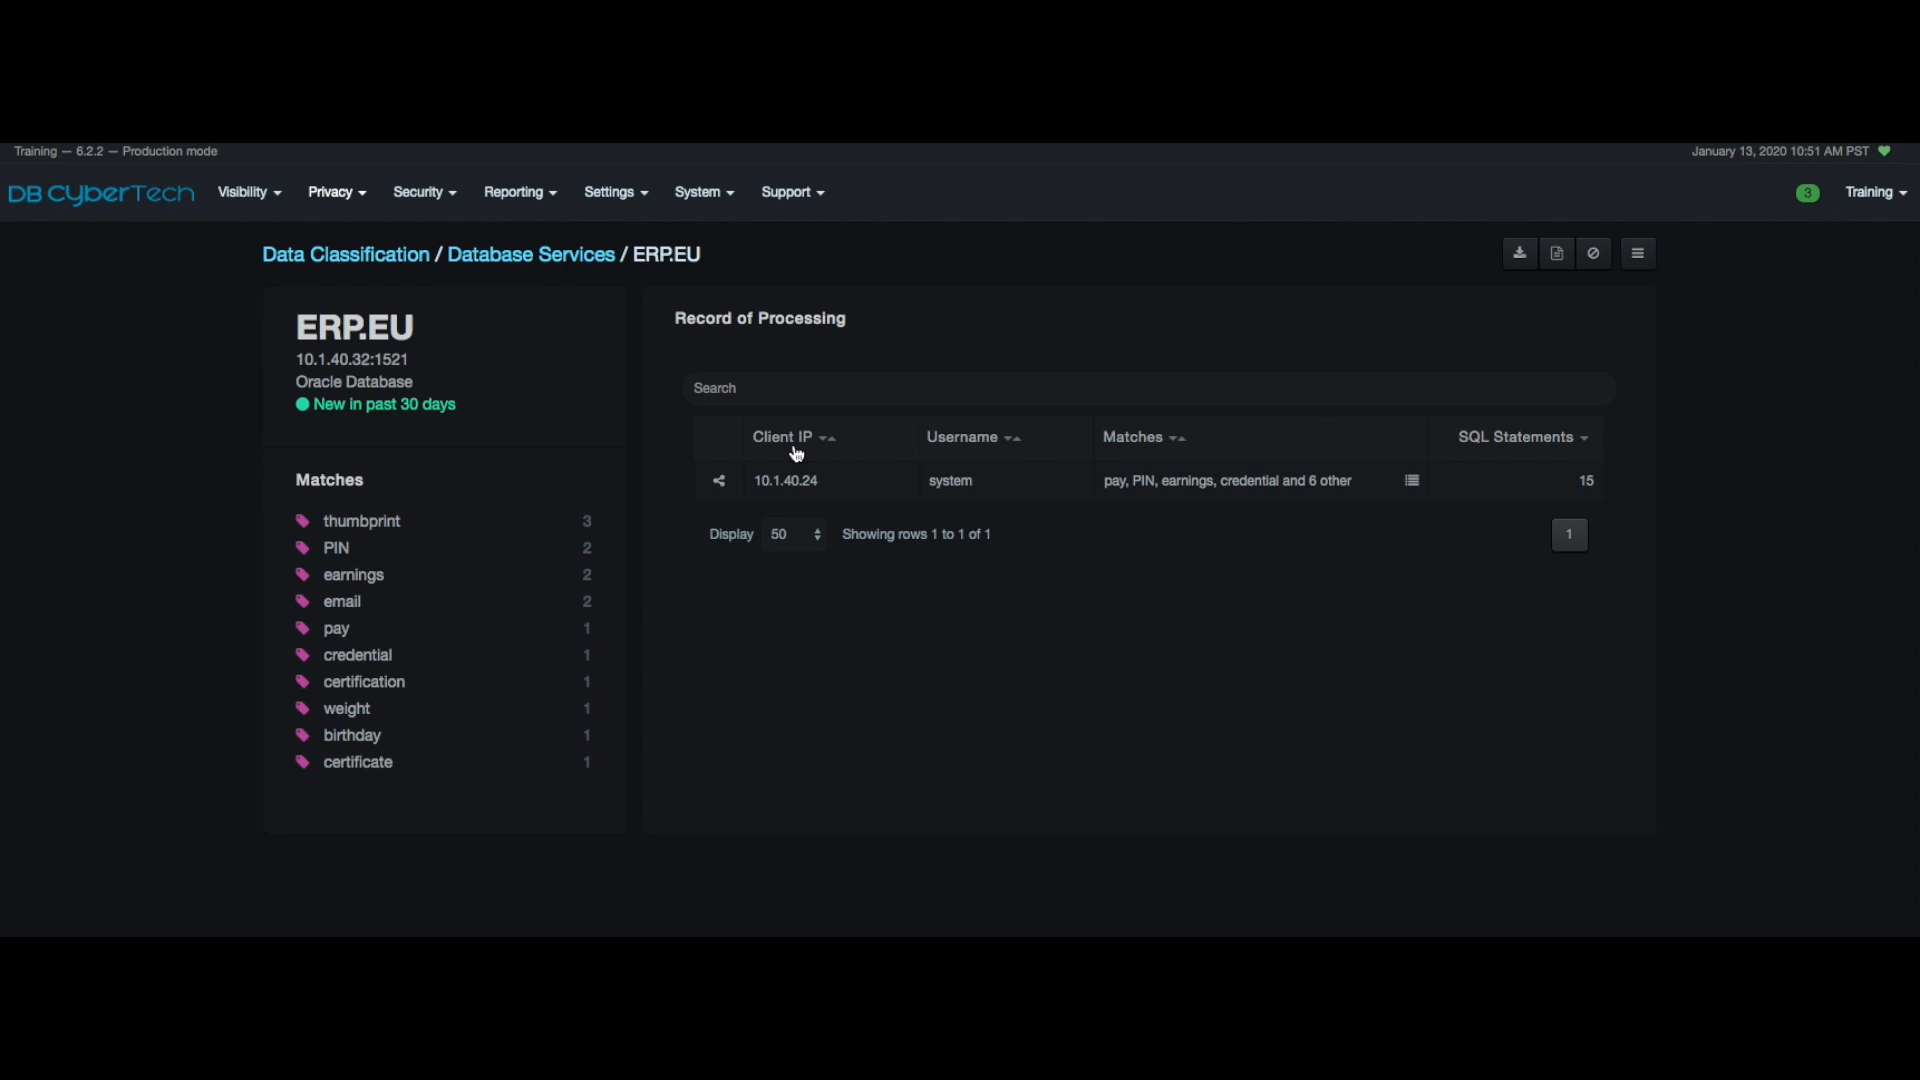 Training — 6.2.2 — Production mode
January 13, 2020 10:51 AM PST
DB CyberTech
Visibility
Privacy
Security
Reporting
Settings
System
Support
3
Training
Data Classification / Database Services / ERP.EU
ERP.EU
10.1.40.32:1521
Oracle Database
New in past 30 days
Matches
thumbprint 3
PIN 2
earnings 2
email 2
pay 1
credential 1
certification 1
weight 1
birthday 1
certificate 1
Record of Processing
Search
Client IP Username Matches SQL Statements
10.1.40.24 system pay, PIN, earnings, credential and 6 other 15
Display 50 Showing rows 1 to 1 of 1 1